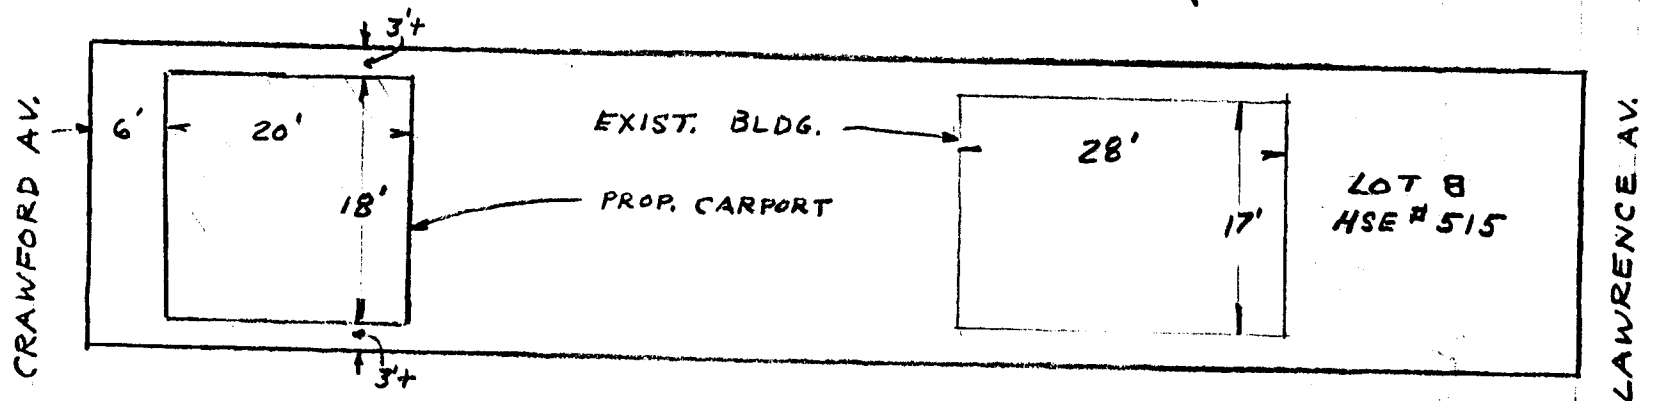 3'+
CRAWFORD AV.
6'
20'
18'
3'+
EXIST. BLDG.
PROP. CARPORT
28'
17'
LOT 8
HSE # 515
LAWRENCE AV.